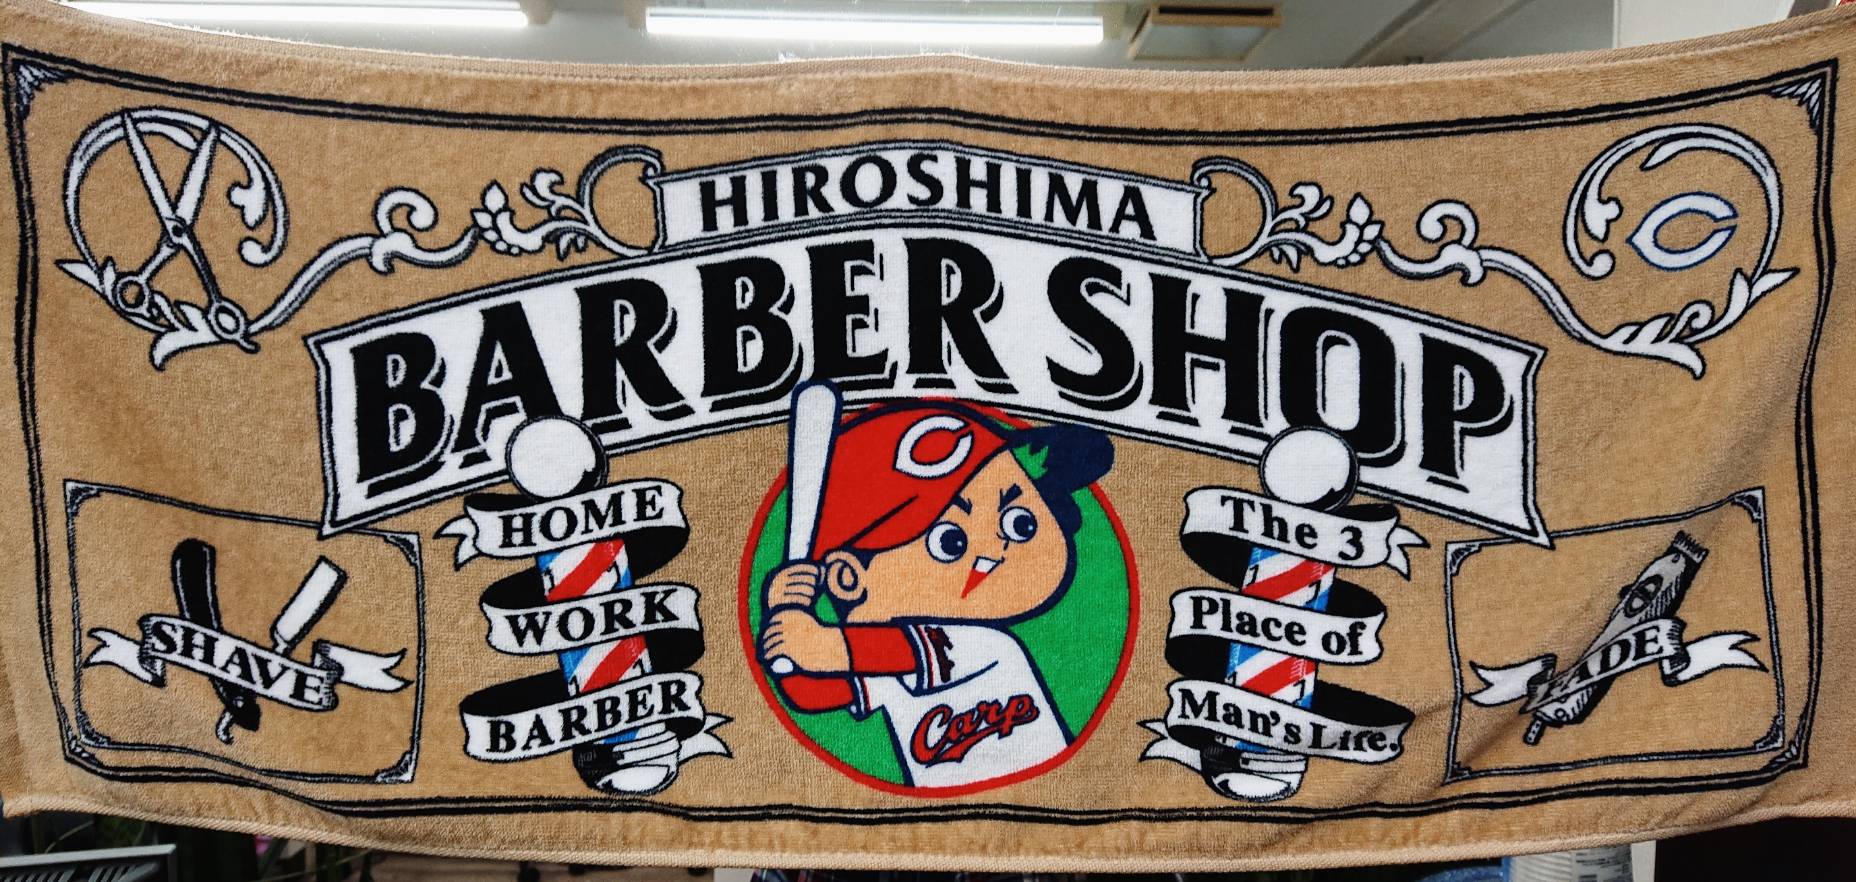 HIROSHIMA
BARBER SHOP
C
C
HOME
WORK
BARBER
Carp
The 3
Place of
Man's Life.
SHAVE
FADE